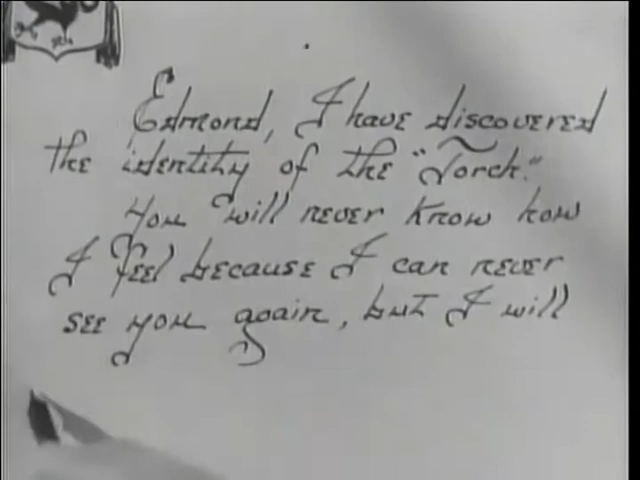 Edmond, I have discovered
the identity of the "Torch."
You will never know how
I feel because I can never
see you again, but I will